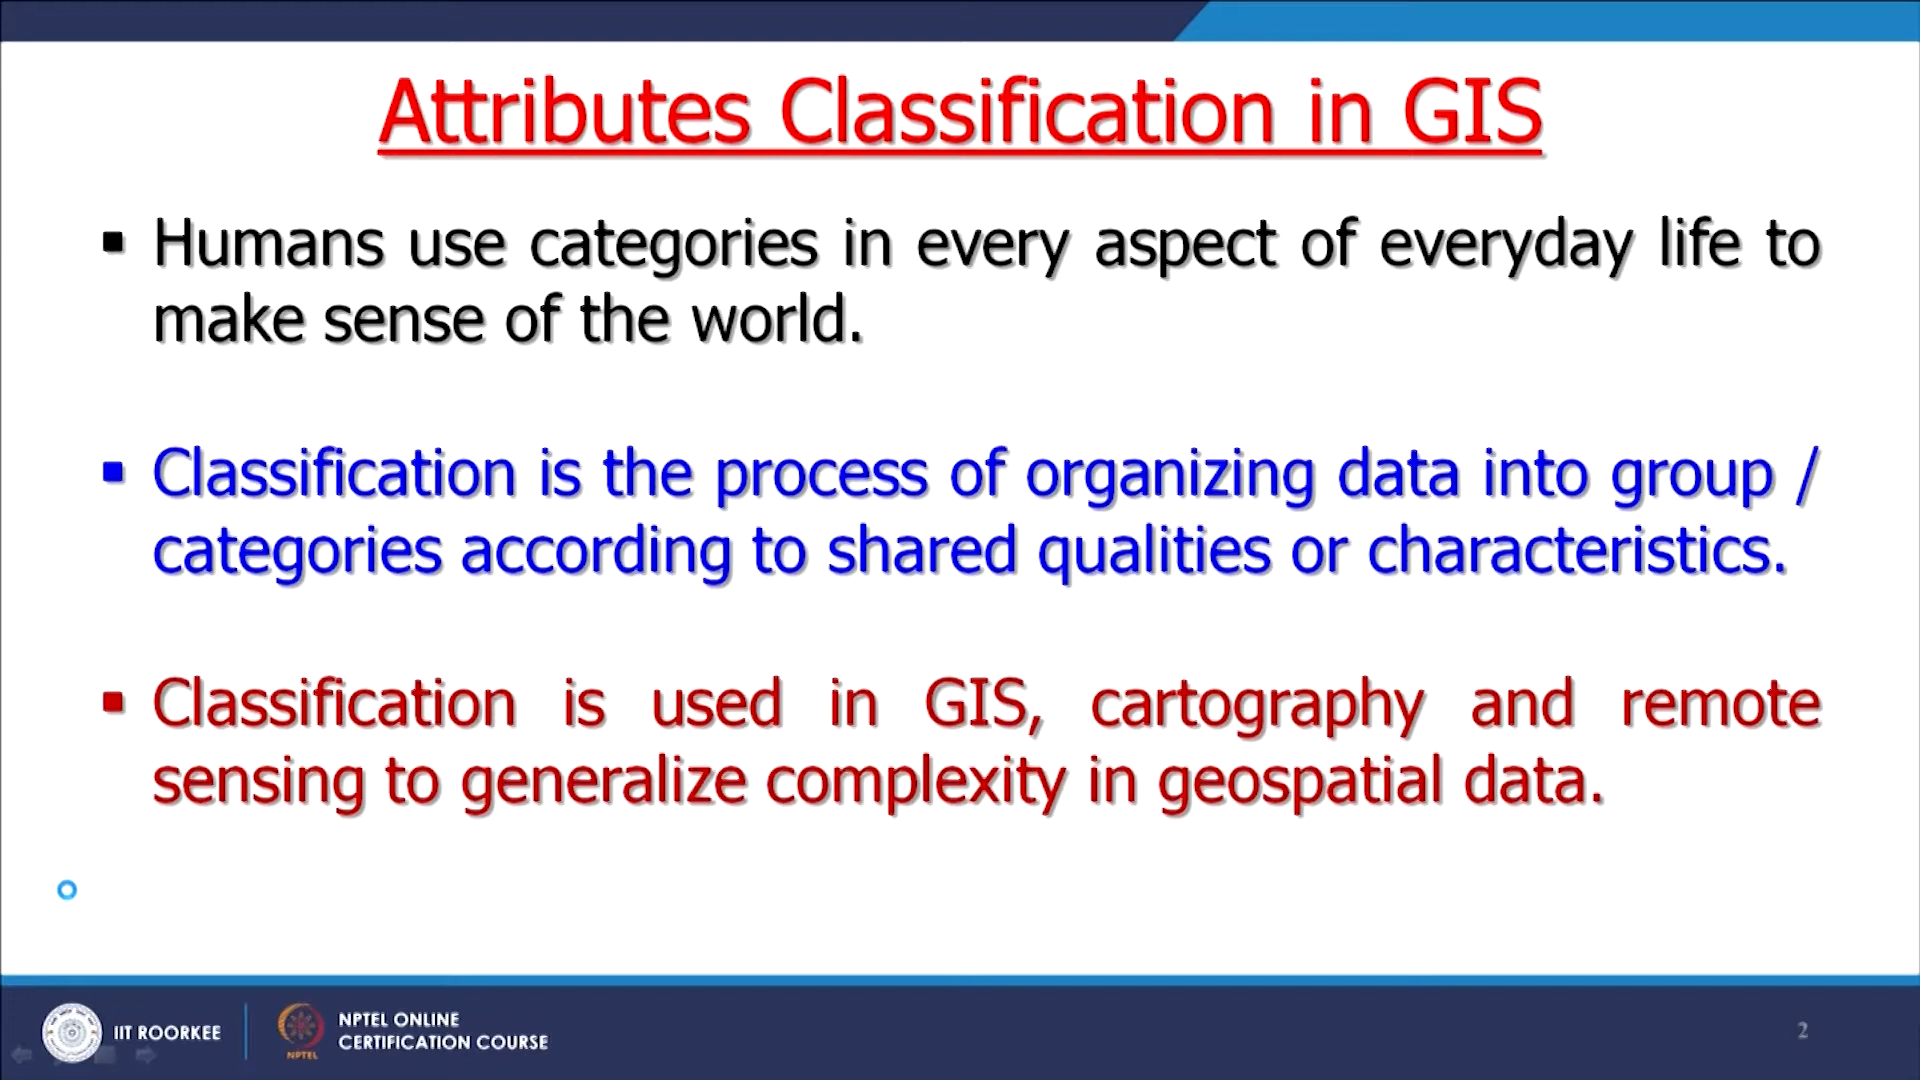 Attributes Classification in GIS
▪ Humans use categories in every aspect of everyday life to
make sense of the world.
▪ Classification is the process of organizing data into group /
categories according to shared qualities or characteristics.
▪ Classification is used in GIS, cartography and remote
sensing to generalize complexity in geospatial data.
IIT ROORKEE
NPTEL
NPTEL ONLINE
CERTIFICATION COURSE
2